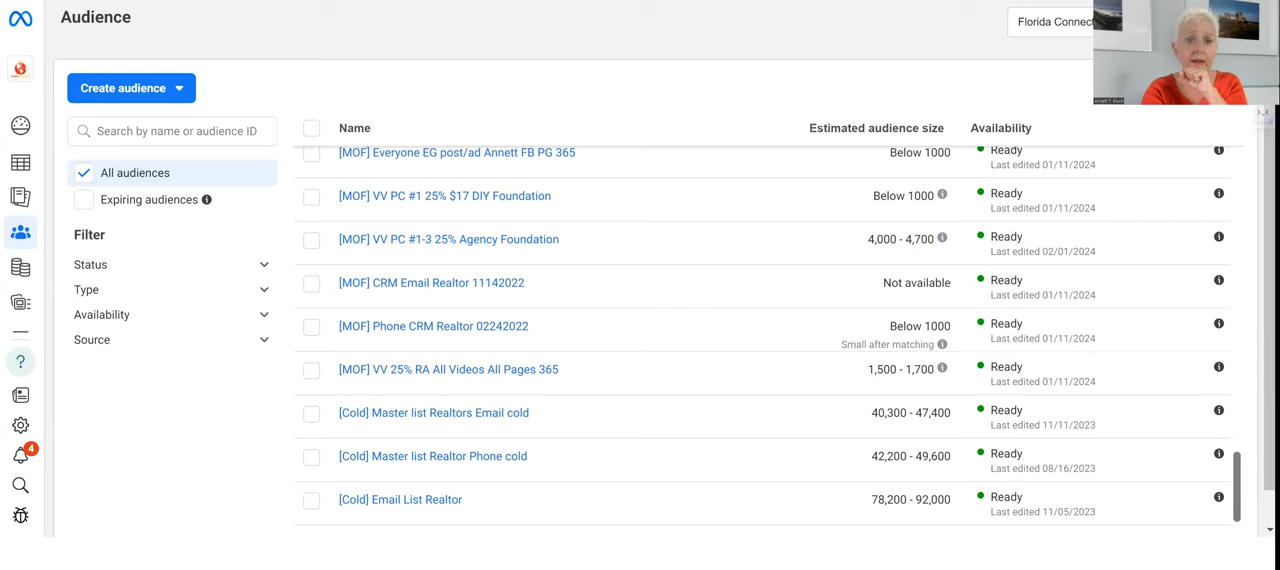 Audience
Florida Connect
Create audience
Search by name or audience ID
All audiences
Expiring audiences
Filter
Status
Type
Availability
Source
Name Estimated audience size Availability
[MOF] Everyone EG post/ad Annett FB PG 365 Below 1000 Ready
Last edited 01/11/2024
[MOF] VV PC #1 25% $17 DIY Foundation Below 1000 Ready
Last edited 01/11/2024
[MOF] VV PC #1-3 25% Agency Foundation 4,000 - 4,700 Ready
Last edited 02/01/2024
[MOF] CRM Email Realtor 11142022 Not available Ready
Last edited 01/11/2024
[MOF] Phone CRM Realtor 02242022 Below 1000 Ready
Small after matching Last edited 01/11/2024
[MOF] VV 25% RA All Videos All Pages 365 1,500 - 1,700 Ready
Last edited 01/11/2024
[Cold] Master list Realtors Email cold 40,300 - 47,400 Ready
Last edited 11/11/2023
[Cold] Master list Realtor Phone cold 42,200 - 49,600 Ready
Last edited 08/16/2023
[Cold] Email List Realtor 78,200 - 92,000 Ready
Last edited 11/05/2023
4